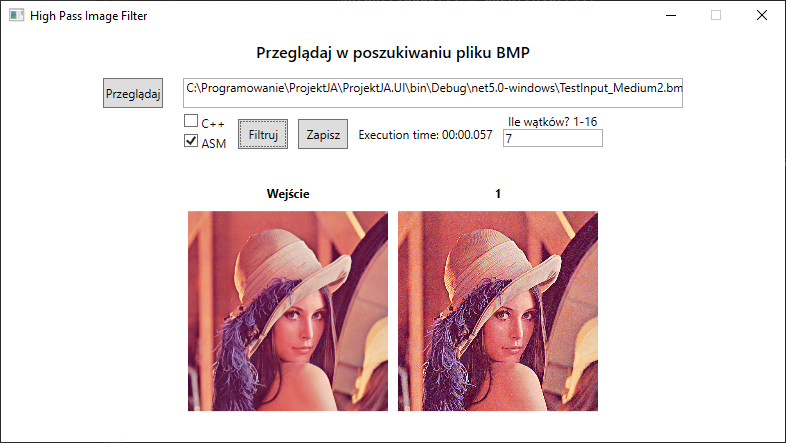 High Pass Image Filter
Przeglądaj w poszukiwaniu pliku BMP
Przeglądaj
C:\Programowanie\ProjektJA\ProjektJA.UI\bin\Debug\net5.0-windows\TestInput_Medium2.bm
C++
ASM
Filtruj
Zapisz
Execution time: 00:00.057
Ile wątków? 1-16
7
Wejście
1